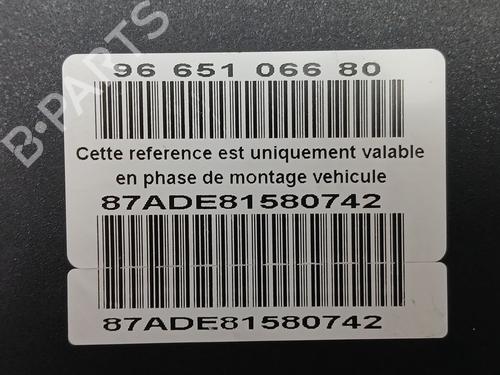 B-PARTS
96 651 066 80
Cette reference est uniquement valable
en phase de montage vehicule
87ADE81580742
87ADE81580742